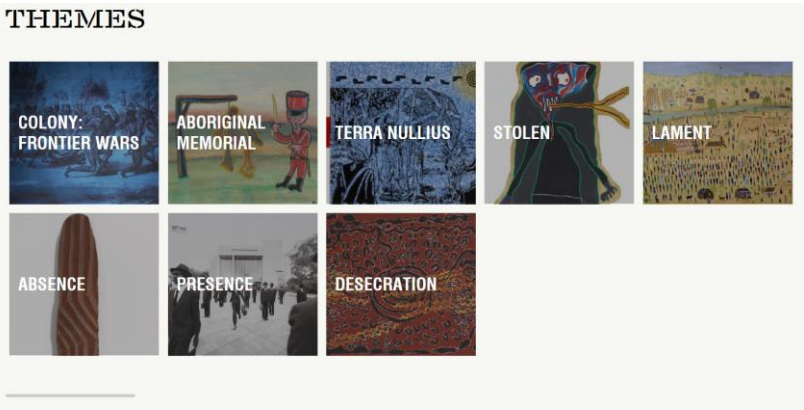 THEMES
COLONY:
FRONTIER WARS
ABORIGINAL
MEMORIAL
TERRA NULLIUS
STOLEN
LAMENT
ABSENCE
PRESENCE
DESECRATION